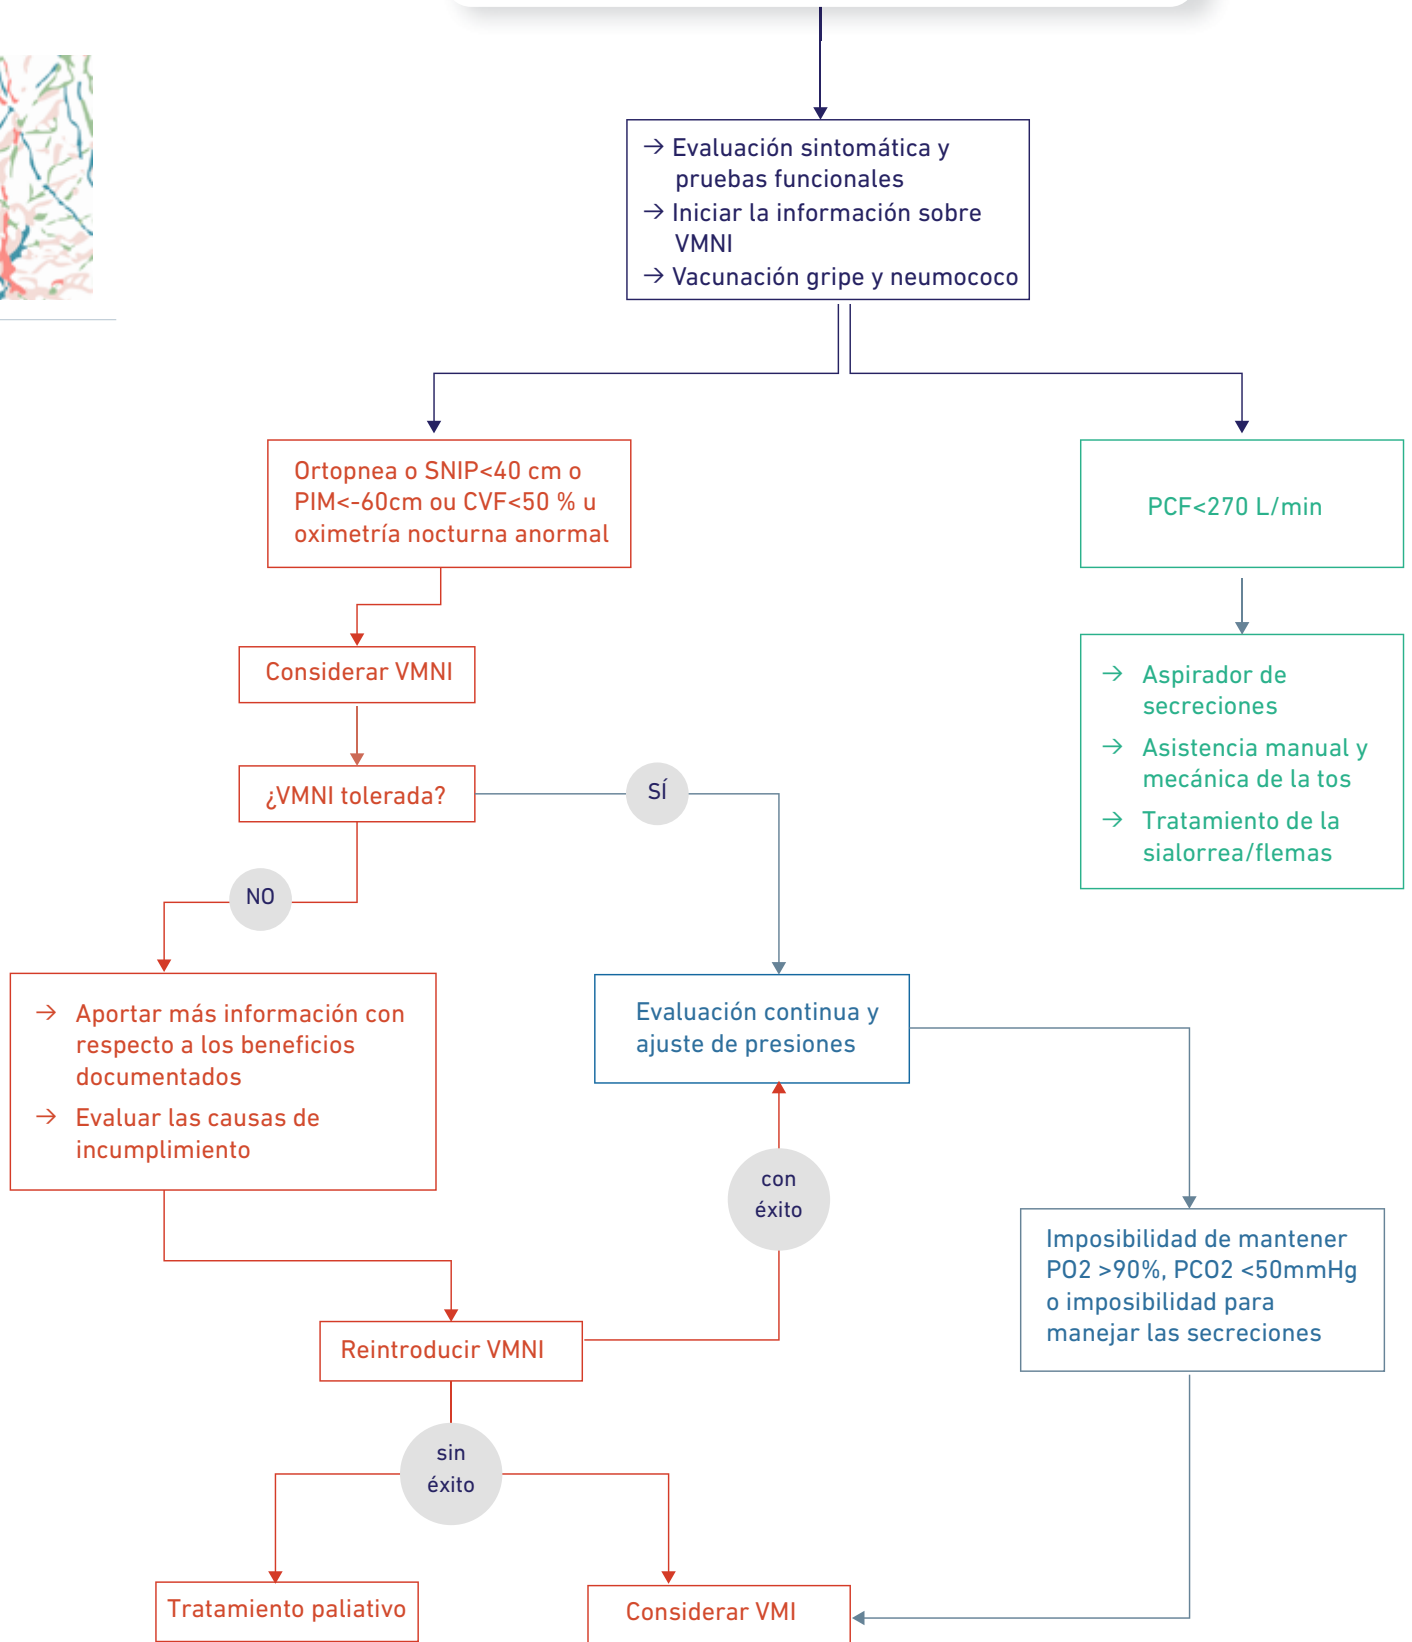 → Evaluación sintomática y
pruebas funcionales
→ Iniciar la información sobre
VMNI
→ Vacunación gripe y neumococo
Ortopnea o SNIP<40 cm o
PIM<-60cm ou CVF<50 % u
oximetría nocturna anormal
PCF<270 L/min
Considerar VMNI
→ Aspirador de
secreciones
→ Asistencia manual y
mecánica de la tos
→ Tratamiento de la
sialorrea/flemas
¿VMNI tolerada?
SÍ
NO
→ Aportar más información con
respecto a los beneficios
documentados
→ Evaluar las causas de
incumplimiento
Evaluación continua y
ajuste de presiones
con
éxito
Imposibilidad de mantener
PO2 >90%, PCO2 <50mmHg
o imposibilidad para
manejar las secreciones
Reintroducir VMNI
sin
éxito
Tratamiento paliativo
Considerar VMI